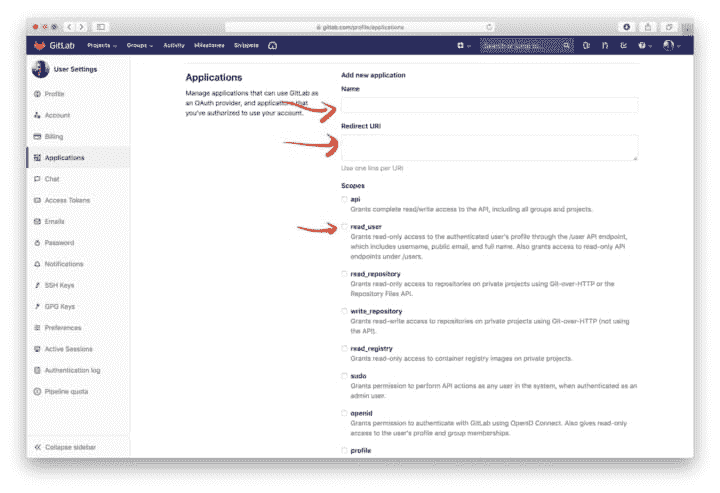 gitlab.com/profile/applications
GitLab
Projects
Groups
Activity
Milestones
Snippets
Search or jump to...
User Settings
Profile
Account
Billing
Applications
Chat
Access Tokens
Emails
Password
Notifications
SSH Keys
GPG Keys
Preferences
Active Sessions
Authentication log
Pipeline quota
Collapse sidebar
Applications
Manage applications that can use GitLab as
an OAuth provider, and applications that
you've authorized to use your account.
Add new application
Name
Redirect URI
Use one line per URI
Scopes
api
Grants complete read/write access to the API, including all groups and projects.
read_user
Grants read-only access to the authenticated user's profile through the /user API endpoint,
which includes username, public email, and full name. Also grants access to read-only API
endpoints under /users.
read_repository
Grants read-only access to repositories on private projects using Git-over-HTTP or the
Repository Files API.
write_repository
Grants read-write access to repositories on private projects using Git-over-HTTP (not using
the API).
read_registry
Grants read-only access to container registry images on private projects.
sudo
Grants permission to perform API actions as any user in the system, when authenticated as an
admin user.
openid
Grants permission to authenticate with GitLab using OpenID Connect. Also gives read-only
access to the user's profile and group memberships.
profile